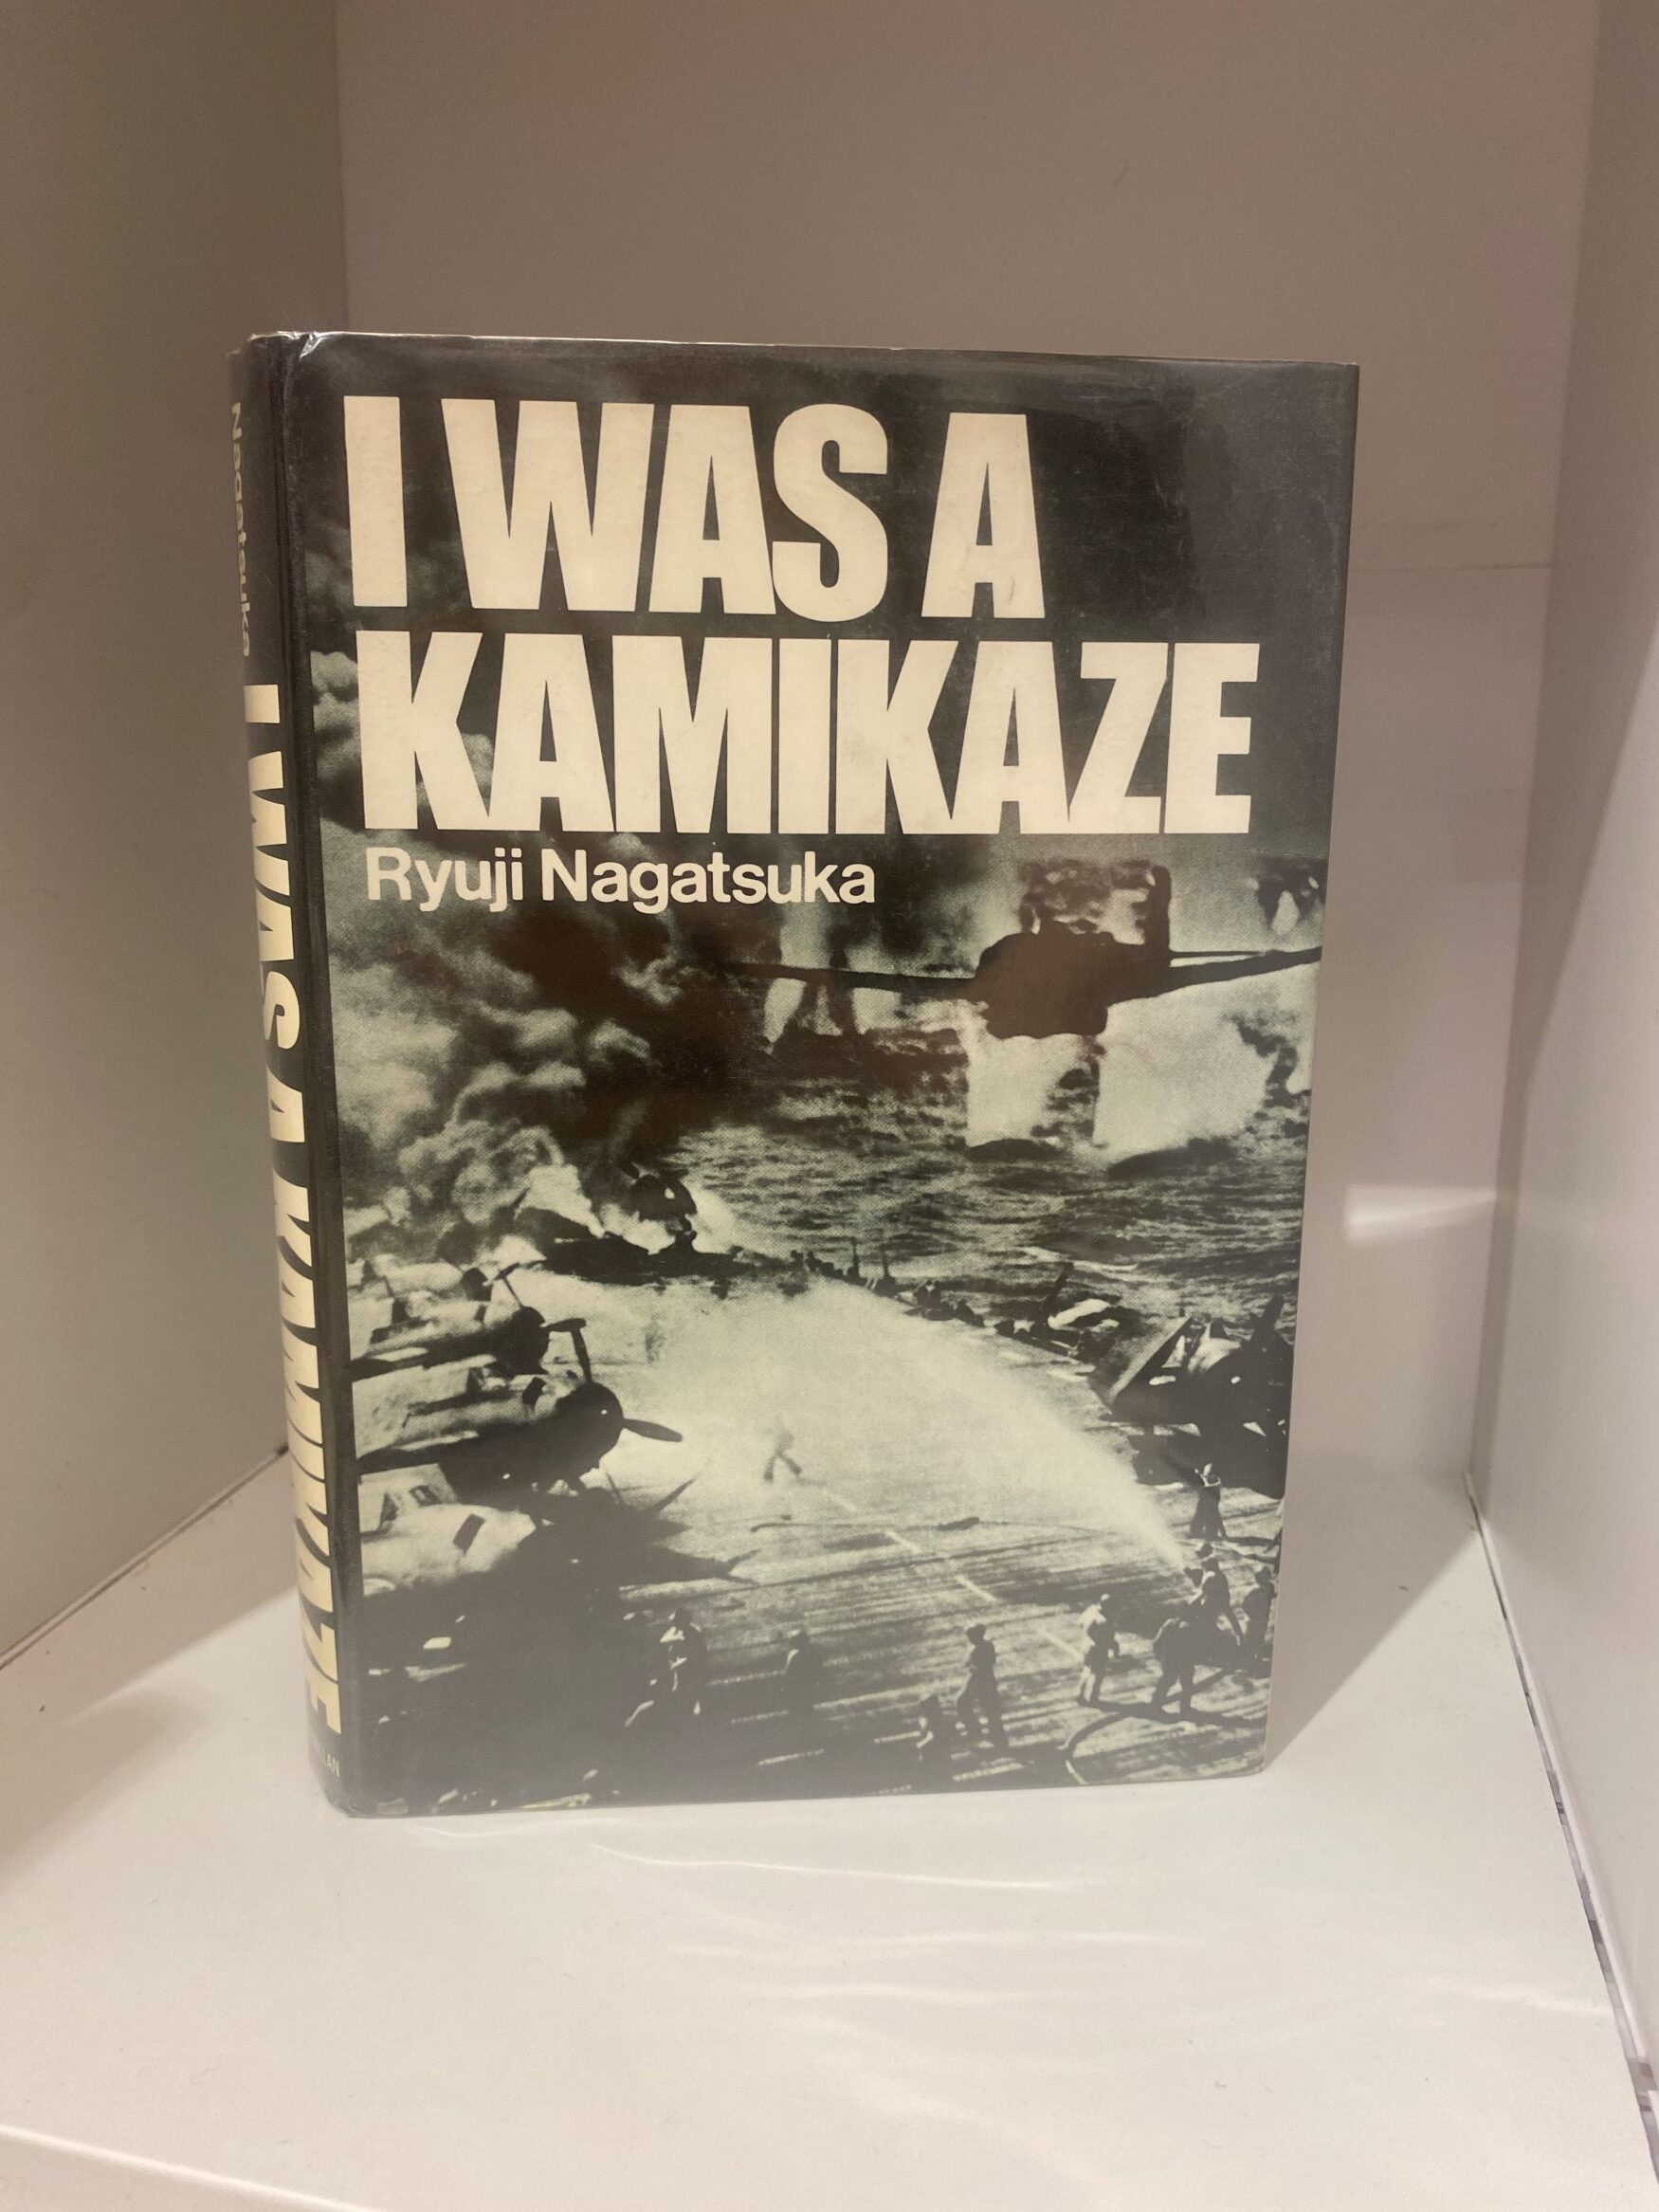 I WAS A
KAMIKAZE
Ryuji Nagatsuka
Nagatsuka I WAS A KAMIKAZE